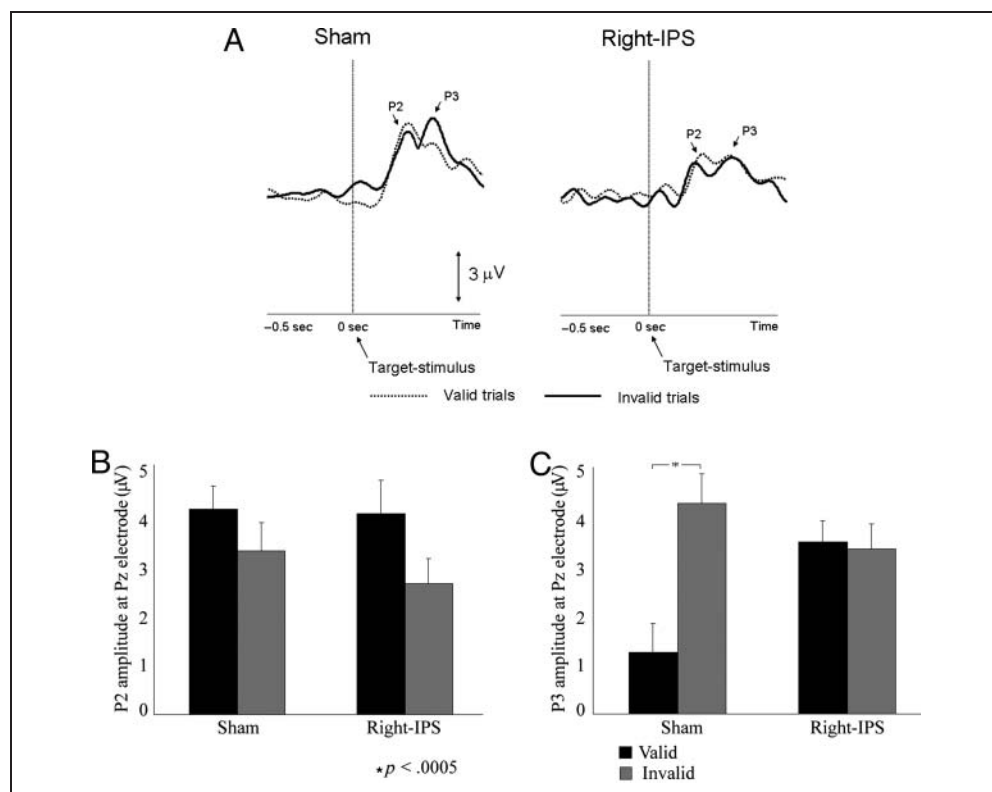 A
Sham
Right-IPS
P2
P3
P2
P3
3 μV
−0.5 sec 0 sec Time
−0.5 sec 0 sec Time
Target-stimulus
Target-stimulus
Valid trials Invalid trials
B
P2 amplitude at Pz electrode (μV)
5
4
3
2
1
0
Sham Right-IPS
*p < .0005
C
P3 amplitude at Pz electrode (μV)
5
4
3
2
1
0
*
Sham Right-IPS
Valid
Invalid